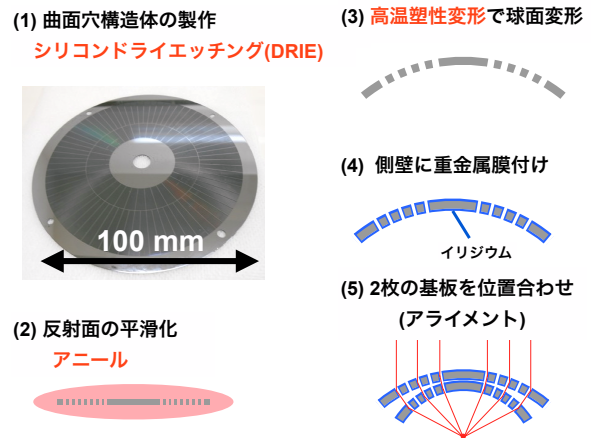 (1) 曲面穴構造体の製作
シリコンドライエッチング(DRIE)
100 mm
(2) 反射面の平滑化
アニール
(3) 高温塑性変形で球面変形
(4) 側壁に重金属膜付け
イリジウム
(5) 2枚の基板を位置合わせ
(アライメント)